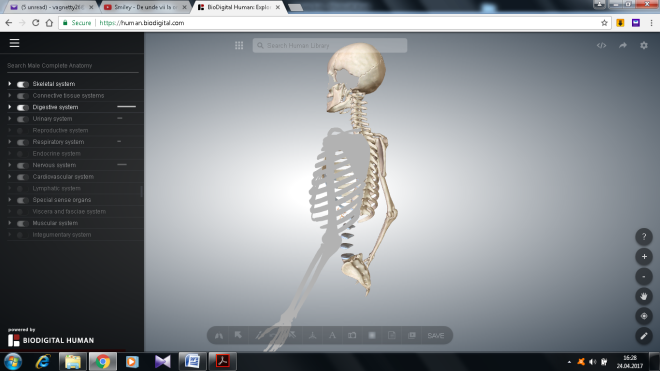 (5 unread) - vagnetty26
Smiley - De unde vii la o
BioDigital Human: Explo
Secure https://human.biodigital.com
Search Human Library
Search Male Complete Anatomy
Skeletal system
Connective tissue systems
Digestive system
Urinary system
Reproductive system
Respiratory system
Endocrine system
Nervous system
Cardiovascular system
Lymphatic system
Special sense organs
Viscera and fasciae system
Muscular system
Integumentary system
powered by
BIODIGITAL HUMAN
SAVE
16:28
24.04.2017